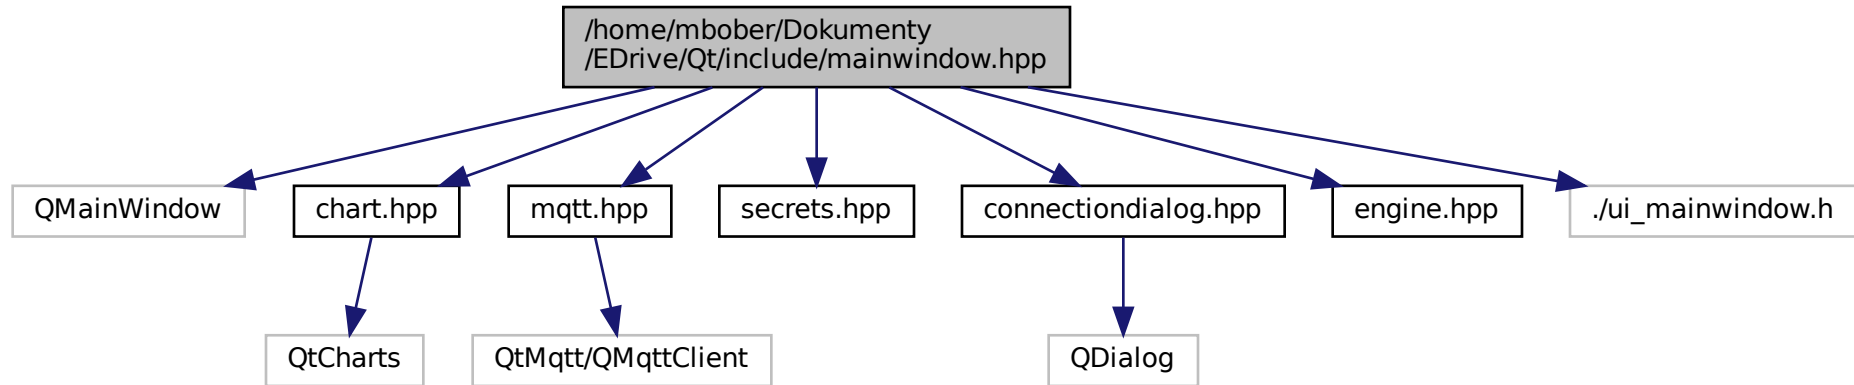 /home/mbober/Dokumenty
/EDrive/Qt/include/mainwindow.hpp
QMainWindow
chart.hpp
mqtt.hpp
secrets.hpp
connectiondialog.hpp
engine.hpp
./ui_mainwindow.h
QtCharts
QtMqtt/QMqttClient
QDialog